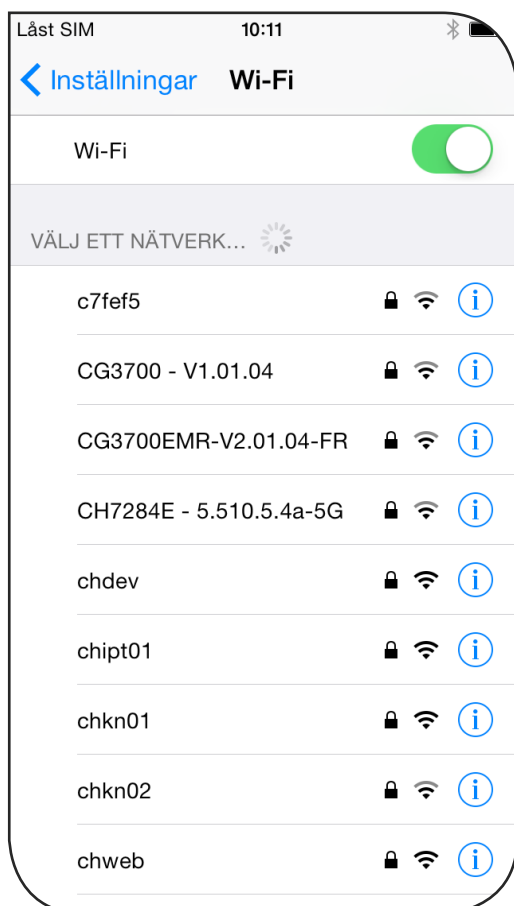 Låst SIM 10:11
Inställningar Wi-Fi
Wi-Fi
VÄLJ ETT NÄTVERK...
c7fef5
CG3700 - V1.01.04
CG3700EMR-V2.01.04-FR
CH7284E - 5.510.5.4a-5G
chdev
chipt01
chkn01
chkn02
chweb